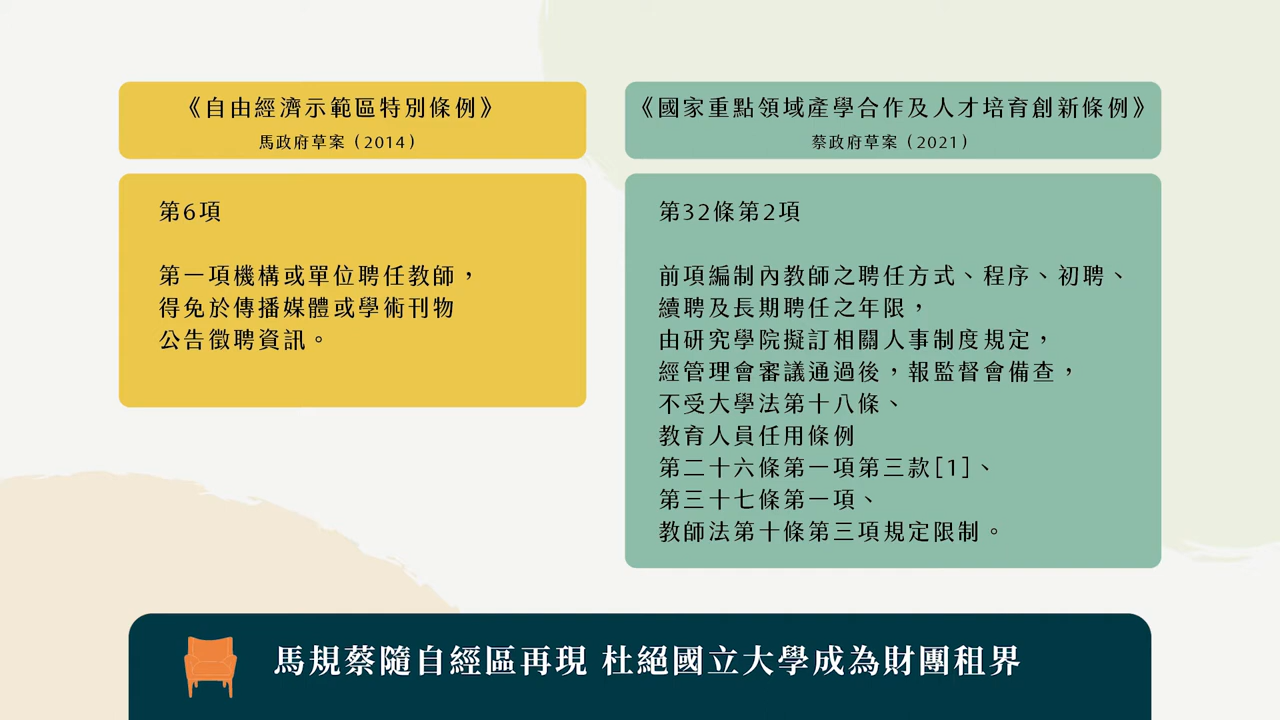 《自由經濟示範區特別條例》
馬政府草案（2014）
第6項
第一項機構或單位聘任教師，
得免於傳播媒體或學術刊物
公告徵聘資訊。
《國家重點領域產學合作及人才培育創新條例》
蔡政府草案（2021）
第32條第2項
前項編制內教師之聘任方式、程序、初聘、
續聘及長期聘任之年限，
由研究學院擬訂相關人事制度規定，
經管理會審議通過後，報監督會備查，
不受大學法第十八條、
教育人員任用條例
第二十六條第一項第三款[1]、
第三十七條第一項、
教師法第十條第三項規定限制。
馬規蔡隨自經區再現 杜絕國立大學成為財團租界